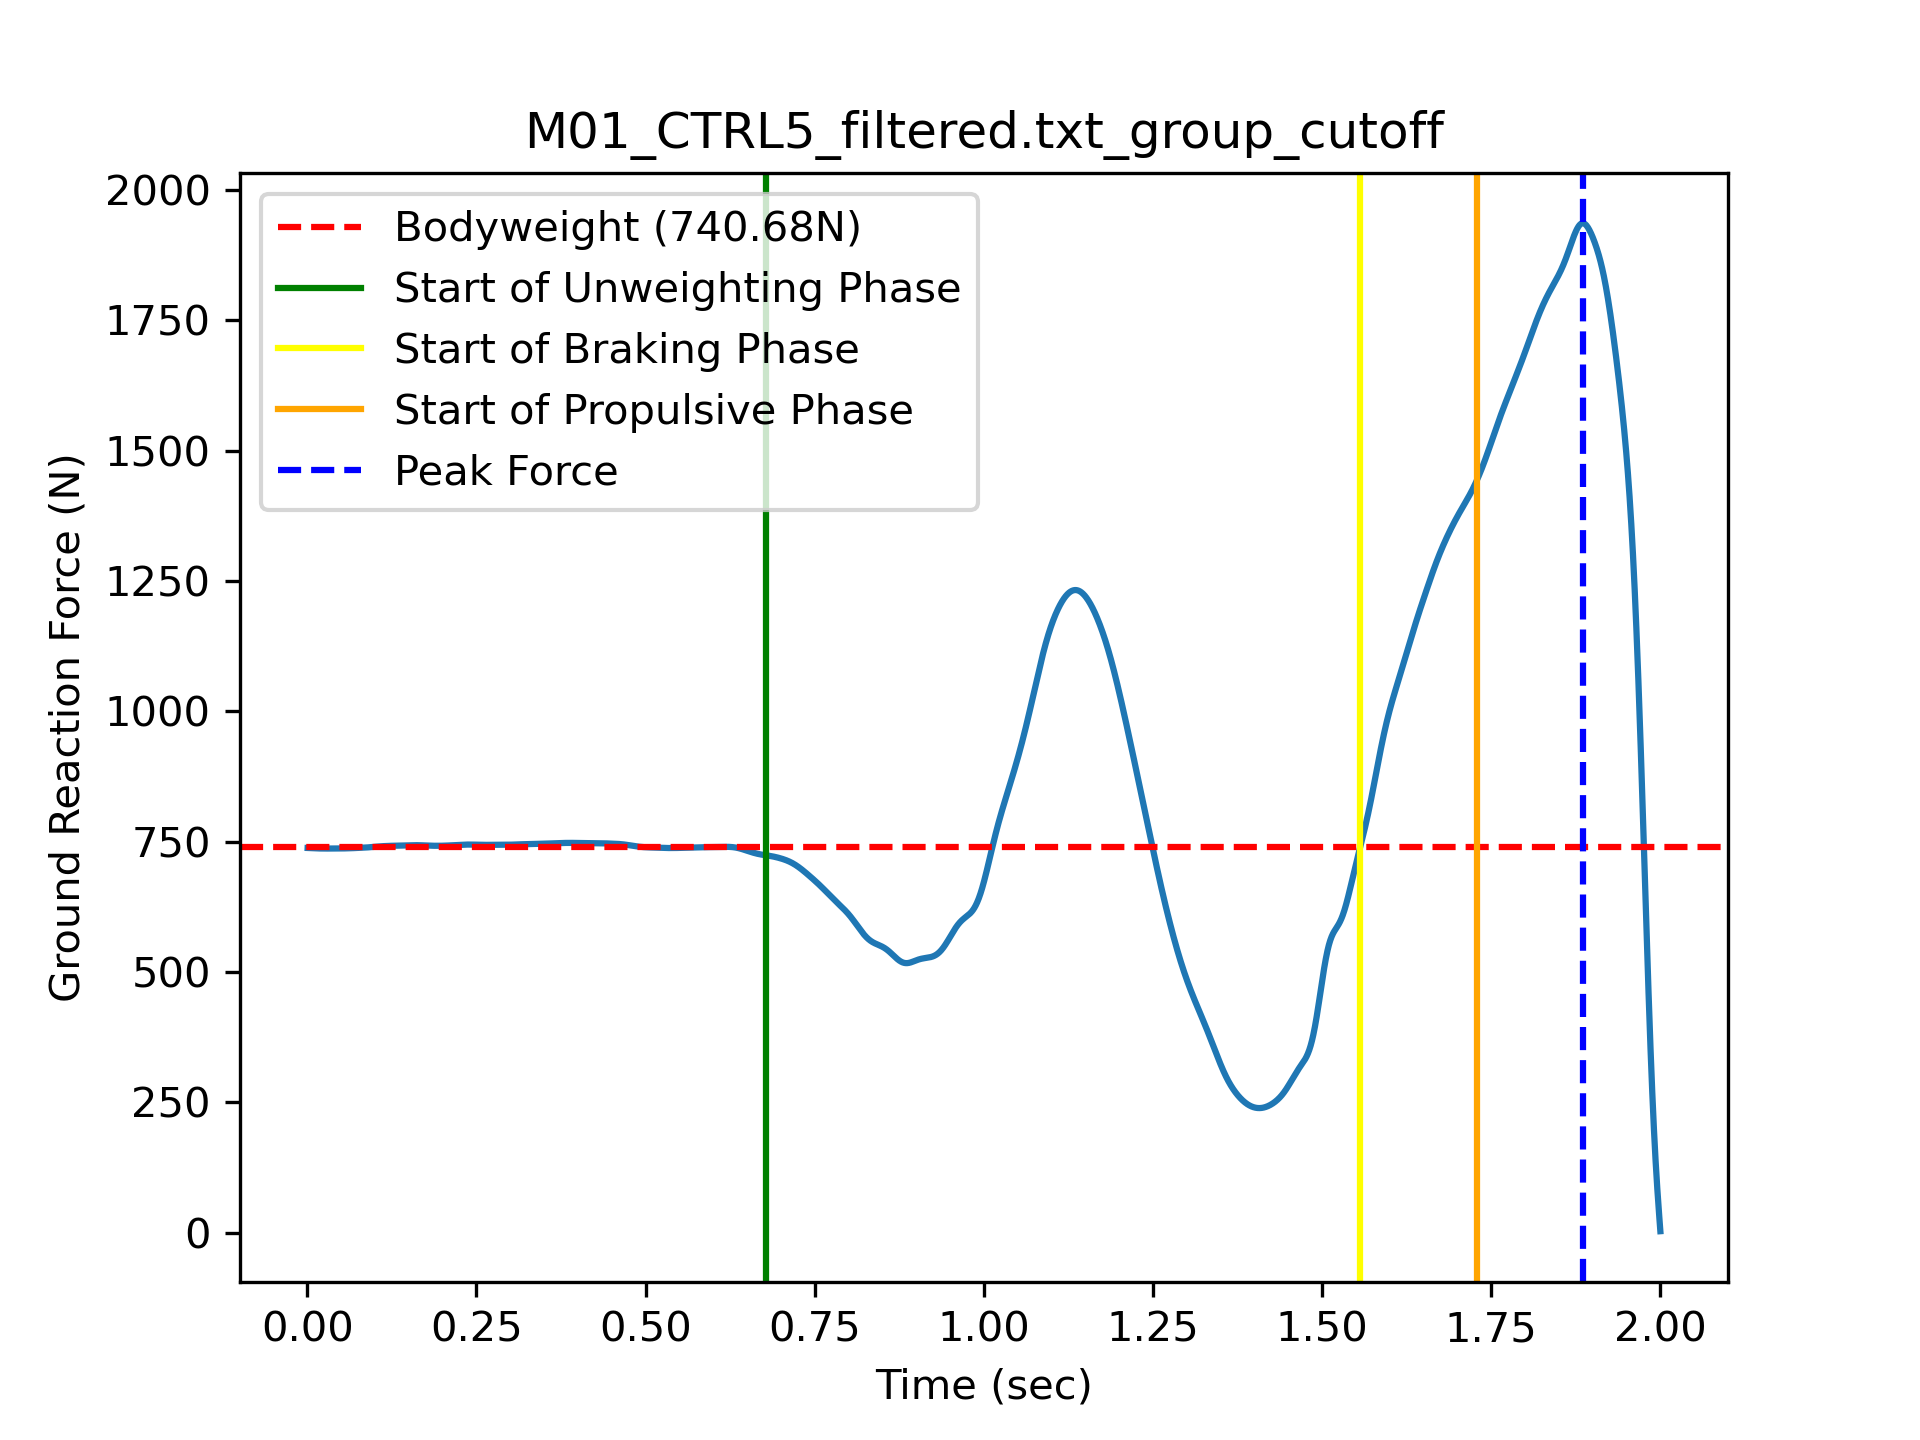 M01_CTRL5_filtered.txt_group_cutoff
Bodyweight (740.68N)
Start of Unweighting Phase
Start of Braking Phase
Start of Propulsive Phase
Peak Force
Ground Reaction Force (N)
2000
1750
1500
1250
1000
750
500
250
0
0.00 0.25 0.50 0.75 1.00 1.25 1.50 1.75 2.00
Time (sec)